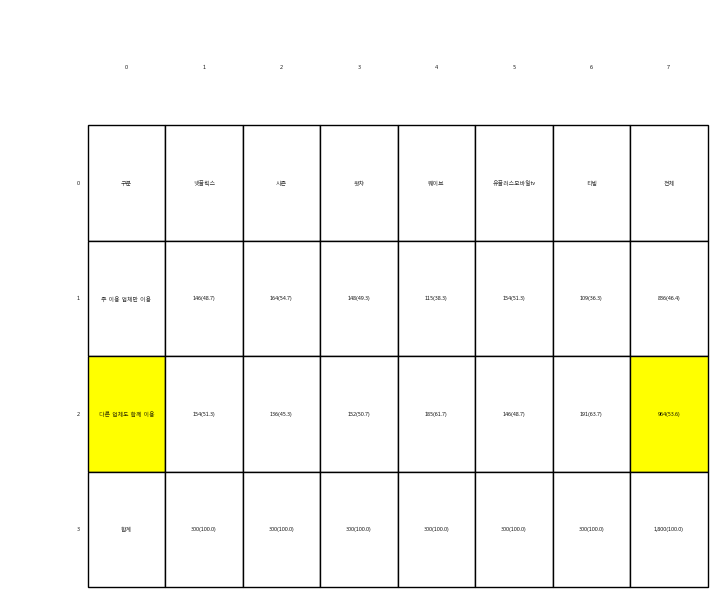 0 1 2 3 4 5 6 7
0 구분 넷플릭스 시즌 왓챠 웨이브 유플러스모바일tv 티빙 전체
1 주 이용 업체만 이용 146(48.7) 164(54.7) 148(49.3) 115(38.3) 154(51.3) 109(36.3) 836(46.4)
2 다른 업체도 함께 이용 154(51.3) 136(45.3) 152(50.7) 185(61.7) 146(48.7) 191(63.7) 964(53.6)
3 합계 300(100.0) 300(100.0) 300(100.0) 300(100.0) 300(100.0) 300(100.0) 1,800(100.0)